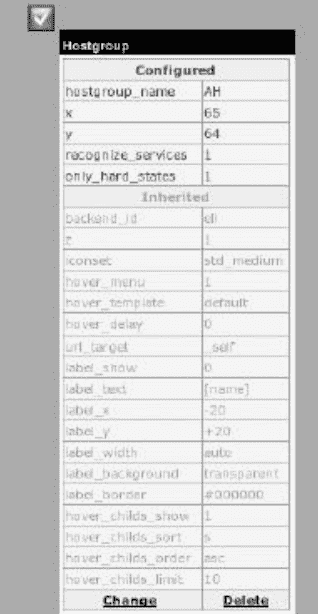 Hostgroup
Configured
hostgroup_name AH
x 65
y 64
recognize_services 1
only_hard_states 1
Inherited
backend_id
z 1
iconset std_medium
hover_menu 1
hover_template default
hover_delay 0
url_target _self
label_show 0
label_text [name]
label_x -20
label_y +20
label_width auto
label_background transparent
label_border #000000
hover_childs_show 1
hover_childs_sort s
hover_childs_order asc
hover_childs_limit 10
Change Delete